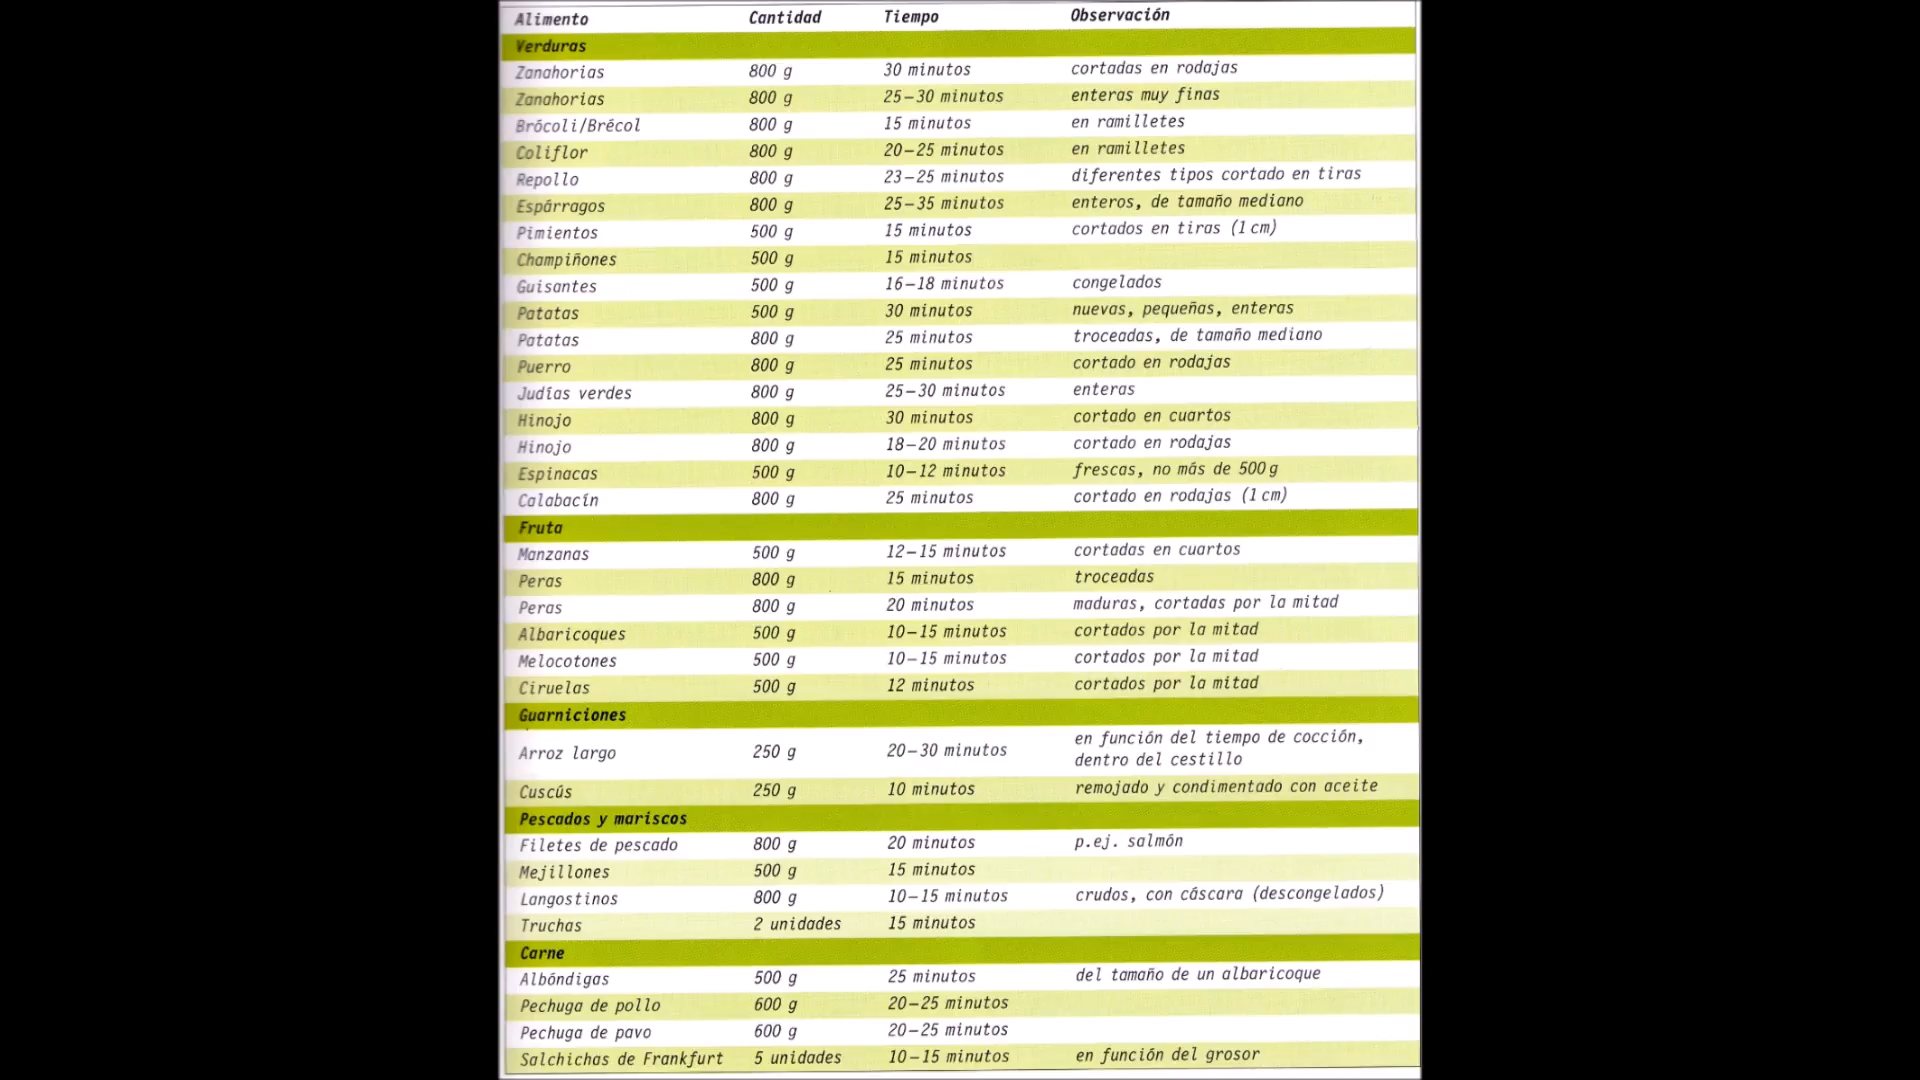 Alimento Cantidad Tiempo Observación
Verduras
Zanahorias 800 g 30 minutos cortadas en rodajas
Zanahorias 800 g 25–30 minutos enteras muy finas
Brócoli/Brécol 800 g 15 minutos en ramilletes
Coliflor 800 g 20–25 minutos en ramilletes
Repollo 800 g 23–25 minutos diferentes tipos cortado en tiras
Espárragos 800 g 25–35 minutos enteros, de tamaño mediano
Pimientos 500 g 15 minutos cortados en tiras (1 cm)
Champiñones 500 g 15 minutos
Guisantes 500 g 16–18 minutos congelados
Patatas 500 g 30 minutos nuevas, pequeñas, enteras
Patatas 800 g 25 minutos troceadas, de tamaño mediano
Puerro 800 g 25 minutos cortado en rodajas
Judías verdes 800 g 25–30 minutos enteras
Hinojo 800 g 30 minutos cortado en cuartos
Hinojo 800 g 18–20 minutos cortado en rodajas
Espinacas 500 g 10–12 minutos frescas, no más de 500 g
Calabacín 800 g 25 minutos cortado en rodajas (1 cm)
Fruta
Manzanas 500 g 12–15 minutos cortadas en cuartos
Peras 800 g 15 minutos troceadas
Peras 800 g 20 minutos maduras, cortadas por la mitad
Albaricoques 500 g 10–15 minutos cortados por la mitad
Melocotones 500 g 10–15 minutos cortados por la mitad
Ciruelas 500 g 12 minutos cortados por la mitad
Guarniciones
Arroz largo 250 g 20–30 minutos en función del tiempo de cocción,
dentro del cestillo
Cuscús 250 g 10 minutos remojado y condimentado con aceite
Pescados y mariscos
Filetes de pescado 800 g 20 minutos p.ej. salmón
Mejillones 500 g 15 minutos
Langostinos 800 g 10–15 minutos crudos, con cáscara (descongelados)
Truchas 2 unidades 15 minutos
Carne
Albóndigas 500 g 25 minutos del tamaño de un albaricoque
Pechuga de pollo 600 g 20–25 minutos
Pechuga de pavo 600 g 20–25 minutos
Salchichas de Frankfurt 5 unidades 10–15 minutos en función del grosor